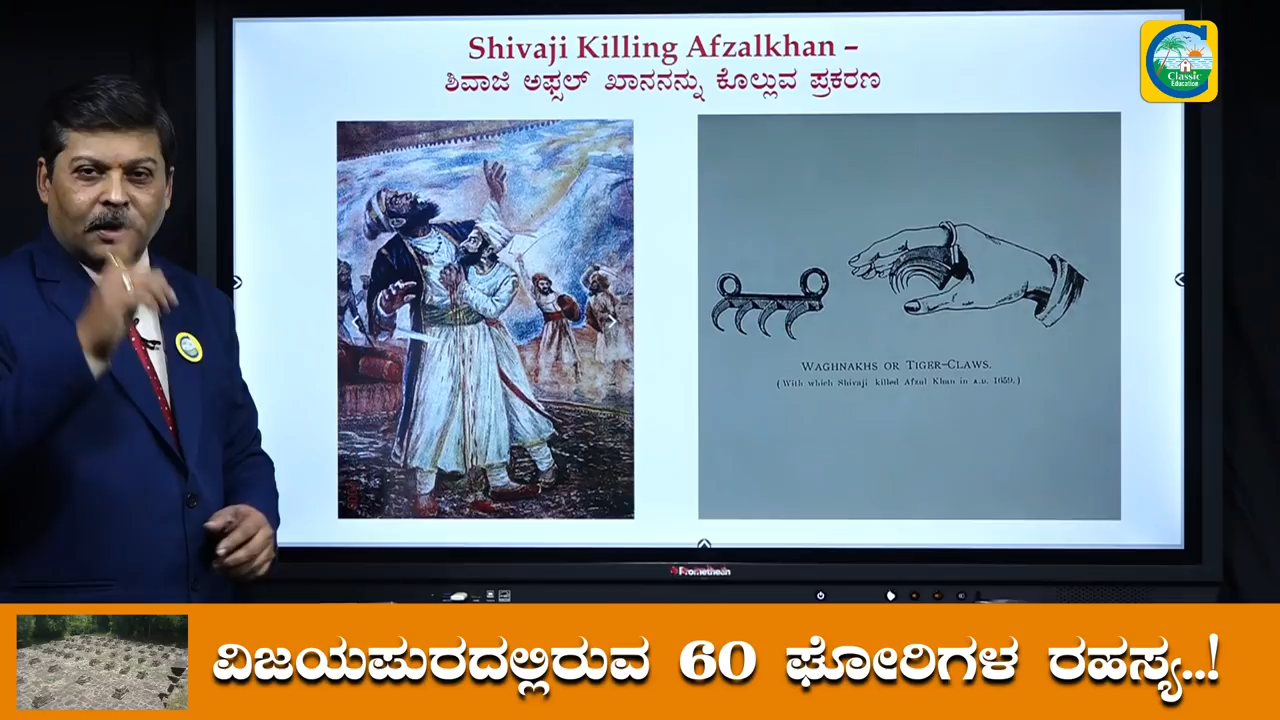 Shivaji Killing Afzalkhan –
ಶಿವಾಜಿ ಅಫ್ಸಲ್ ಖಾನನನ್ನು ಕೊಲ್ಲುವ ಪ್ರಕರಣ
Classic
Education
WAGHNAKHS OR TIGER-CLAWS.
(With which Shivaji killed Afzul Khan in A.D. 1659.)
Promethean
ವಿಜಯಪುರದಲ್ಲಿರುವ 60 ಘೋರಿಗಳ ರಹಸ್ಯ..!